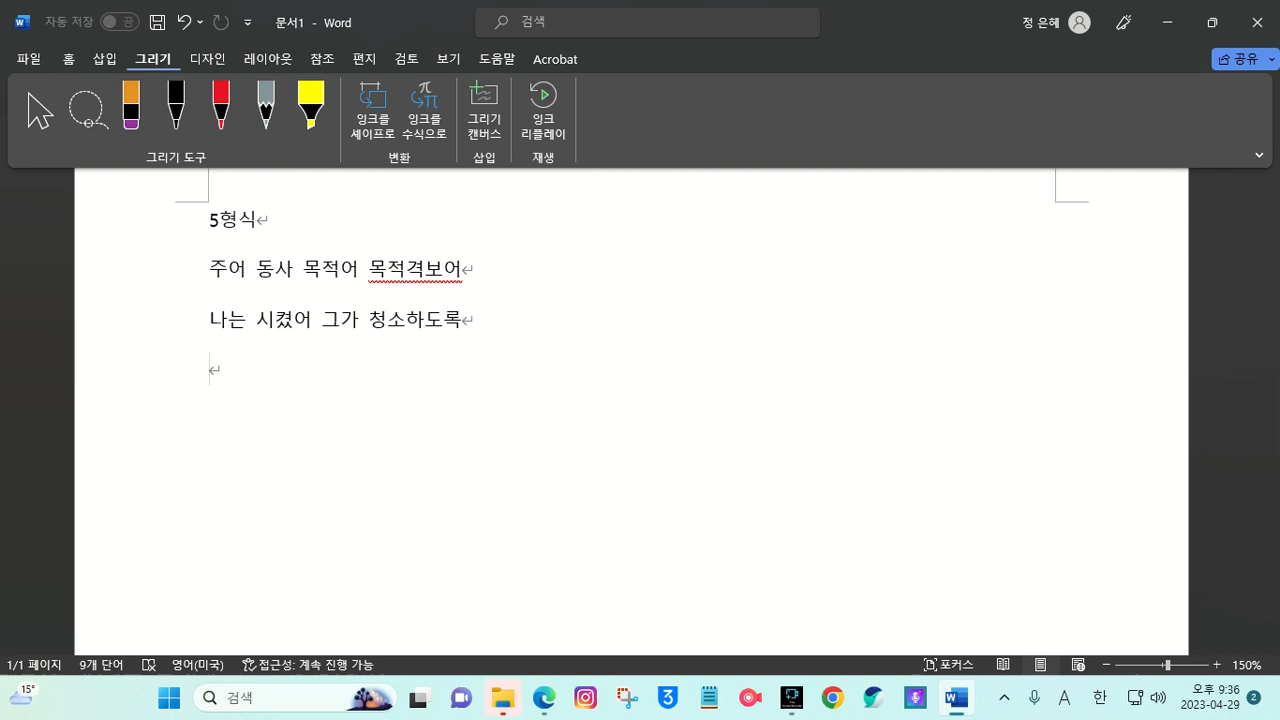 자동 저장 끔 문서1 - Word 검색 정 은혜
파일 홈 삽입 그리기 디자인 레이아웃 참조 편지 검토 보기 도움말 Acrobat 공유
잉크를 셰이프로
잉크를 수식으로
그리기 캔버스
잉크 리플레이
그리기 도구 변환 삽입 재생
5형식
주어 동사 목적어 목적격보어
나는 시켰어 그가 청소하도록
1/1 페이지 9개 단어 영어(미국) 접근성: 계속 진행 가능 포커스 150%
15° 검색 A 한 오후 9:36
2023-04-29 2